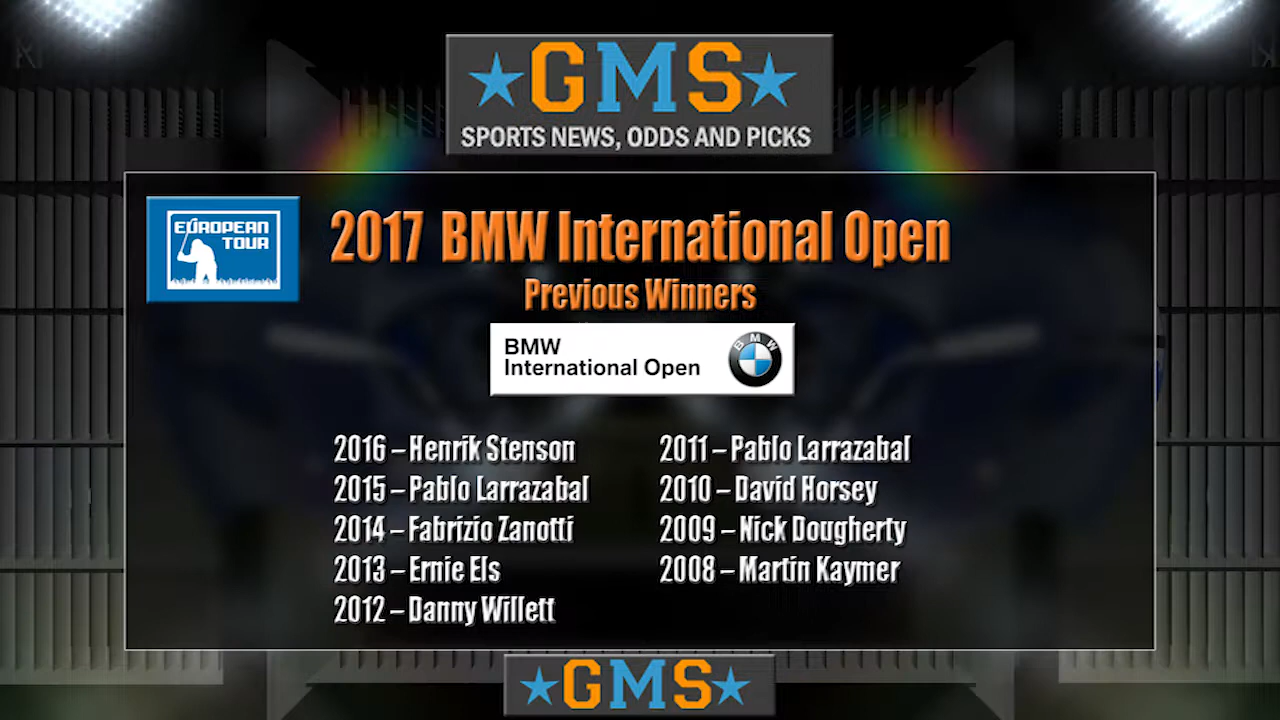 GMS
SPORTS NEWS, ODDS AND PICKS
EUROPEAN
TOUR
2017 BMW International Open
Previous Winners
BMW
International Open
BMW
2016 – Henrik Stenson
2015 – Pablo Larrazabal
2014 – Fabrizio Zanotti
2013 – Ernie Els
2012 – Danny Willett
2011 – Pablo Larrazabal
2010 – David Horsey
2009 – Nick Dougherty
2008 – Martin Kaymer
GMS